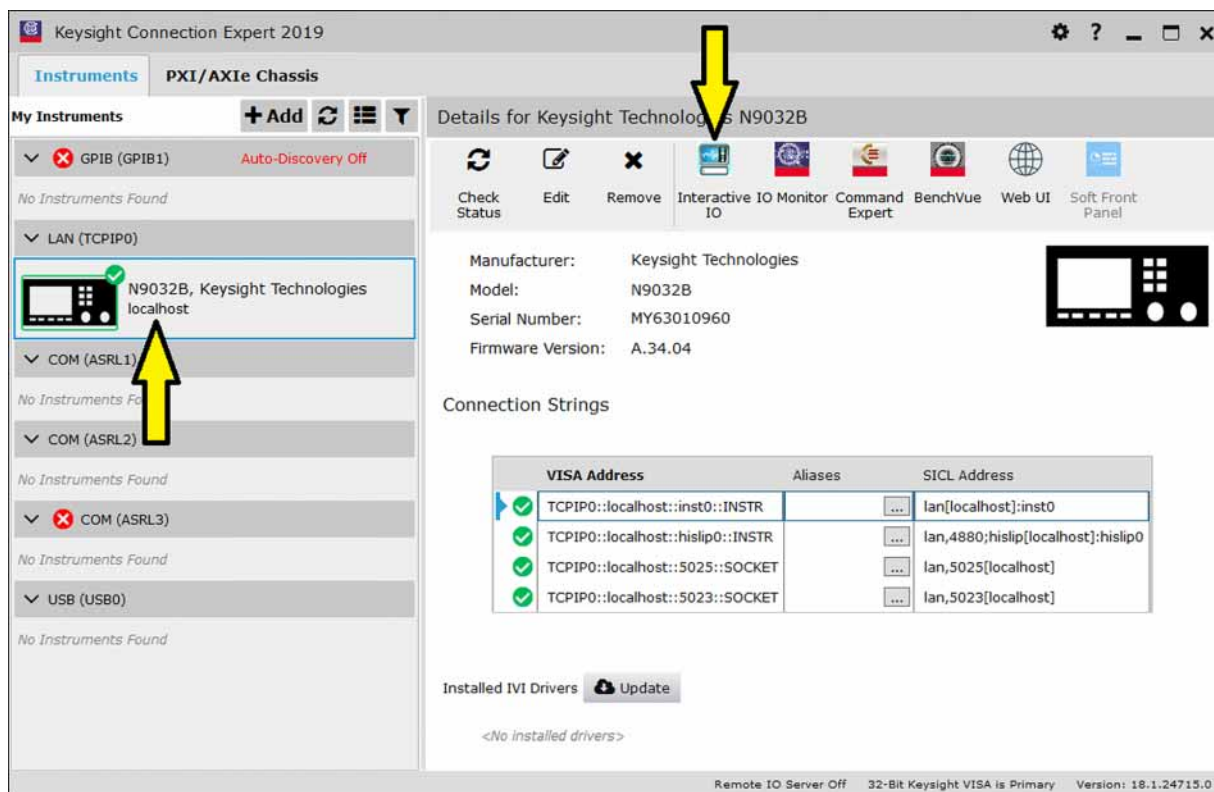 Keysight Connection Expert 2019
?
Instruments PXI/AXIe Chassis
My Instruments
Add
GPIB (GPIB1) Auto-Discovery Off
No Instruments Found
LAN (TCPIP0)
N9032B, Keysight Technologies
localhost
COM (ASRL1)
No Instruments Fo
COM (ASRL2)
No Instruments Found
COM (ASRL3)
No Instruments Found
USB (USB0)
No Instruments Found
Details for Keysight Technologies N9032B
Check Status
Edit
Remove
Interactive IO
IO Monitor
Command Expert
BenchVue
Web UI
Soft Front Panel
Manufacturer: Keysight Technologies
Model: N9032B
Serial Number: MY63010960
Firmware Version: A.34.04
Connection Strings
VISA Address Aliases SICL Address
TCPIP0::localhost::inst0::INSTR ... lan[localhost]:inst0
TCPIP0::localhost::hislip0::INSTR ... lan,4880;hislip[localhost]:hislip0
TCPIP0::localhost::5025::SOCKET ... lan,5025[localhost]
TCPIP0::localhost::5023::SOCKET ... lan,5023[localhost]
Installed IVI Drivers Update
<No installed drivers>
Remote IO Server Off 32-Bit Keysight VISA is Primary Version: 18.1.24715.0